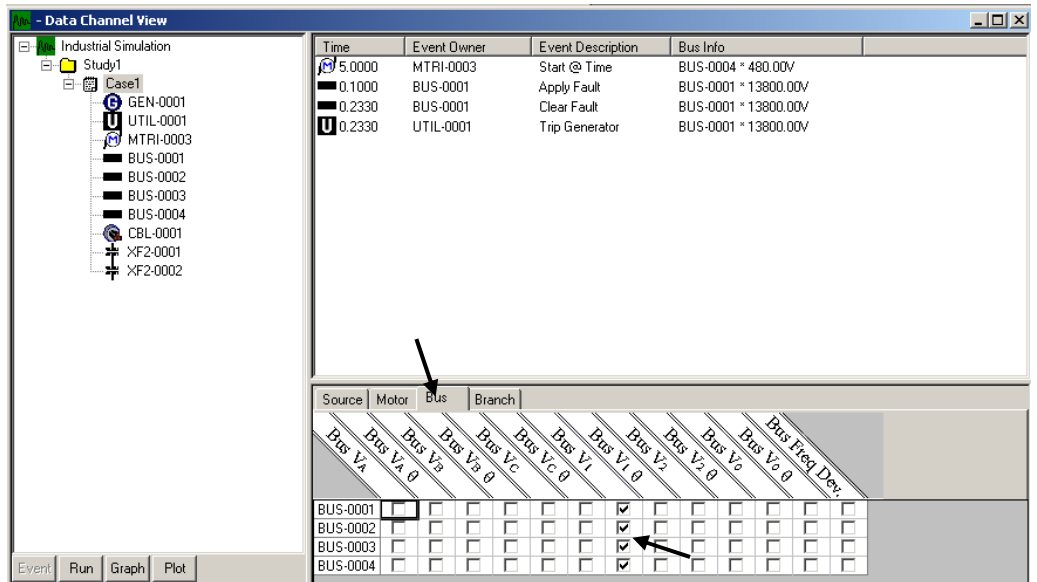 - Data Channel View
Industrial Simulation
Study1
Case1
GEN-0001
UTIL-0001
MTRI-0003
BUS-0001
BUS-0002
BUS-0003
BUS-0004
CBL-0001
XF2-0001
XF2-0002
Event Run Graph Plot
Time Event Owner Event Description Bus Info
5.0000 MTRI-0003 Start @ Time BUS-0004 * 480.00V
0.1000 BUS-0001 Apply Fault BUS-0001 * 13800.00V
0.2330 BUS-0001 Clear Fault BUS-0001 * 13800.00V
U 0.2330 UTIL-0001 Trip Generator BUS-0001 * 13800.00V
Source Motor Bus Branch
Bus VA
Bus VA θ
Bus VB
Bus VB θ
Bus VC
Bus VC θ
Bus V1
Bus V1 θ
Bus V2
Bus V2 θ
Bus V0
Bus V0 θ
Bus Freq Dev.
BUS-0001
BUS-0002
BUS-0003
BUS-0004